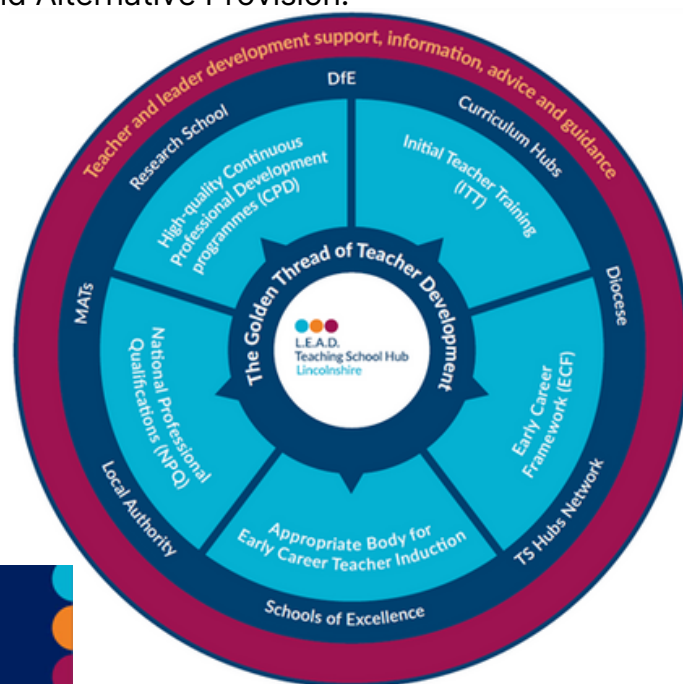 nd Alternative Provision.
Teacher and leader development support, information, advice and guidance
DfE
Curriculum Hubs
Diocese
TS Hubs Network
Schools of Excellence
Local Authority
MATs
Research School
Initial Teacher Training
(ITT)
Early Career
Framework (ECF)
Appropriate Body for
Early Career Teacher Induction
National Professional
Qualifications (NPQ)
High-quality Continuous
Professional Development
programmes (CPD)
The Golden Thread of Teacher Development
L.E.A.D.
Teaching School Hub
Lincolnshire